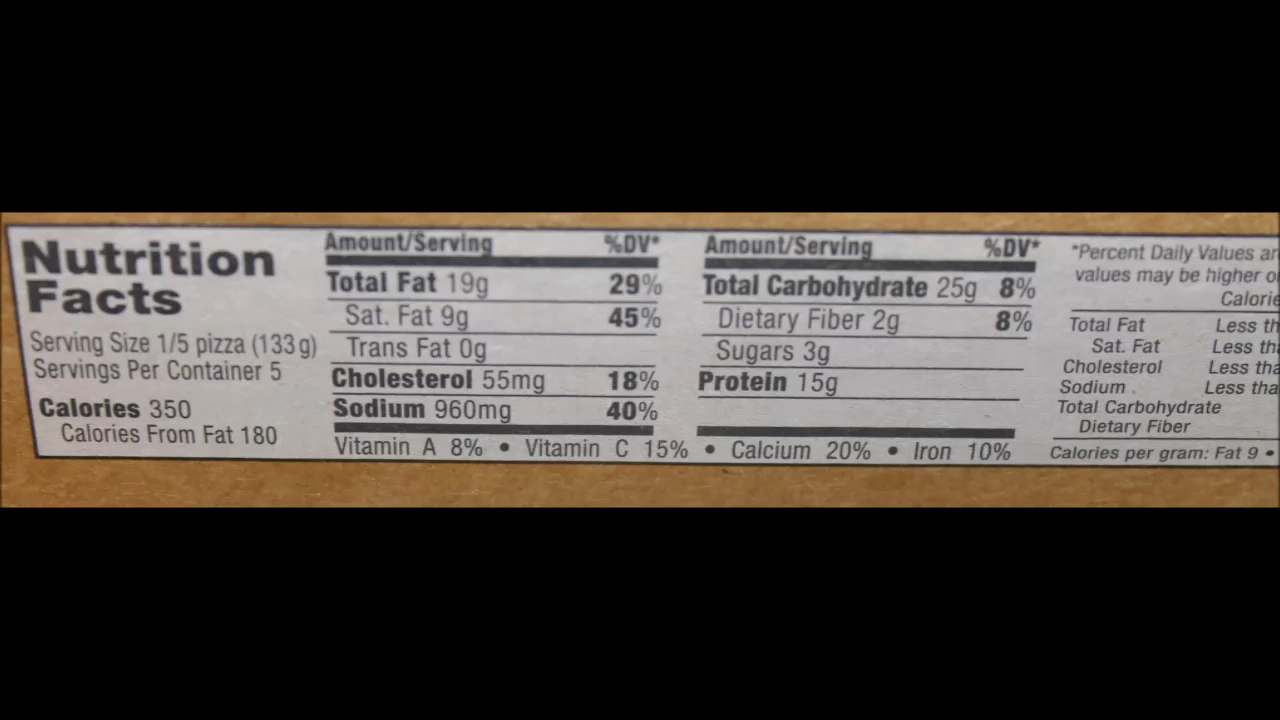 Nutrition
Facts
Serving Size 1/5 pizza (133g)
Servings Per Container 5
Calories 350
Calories From Fat 180
Amount/Serving %DV*
Total Fat 19g 29%
Sat. Fat 9g 45%
Trans Fat 0g
Cholesterol 55mg 18%
Sodium 960mg 40%
Amount/Serving %DV*
Total Carbohydrate 25g 8%
Dietary Fiber 2g 8%
Sugars 3g
Protein 15g
Vitamin A 8% • Vitamin C 15% • Calcium 20% • Iron 10%
*Percent Daily Values
values may be higher
Total Fat Less
Sat. Fat Less
Cholesterol Less
Sodium Less
Total Carbohydrate
Dietary Fiber
Calories per gram: Fat 9 •